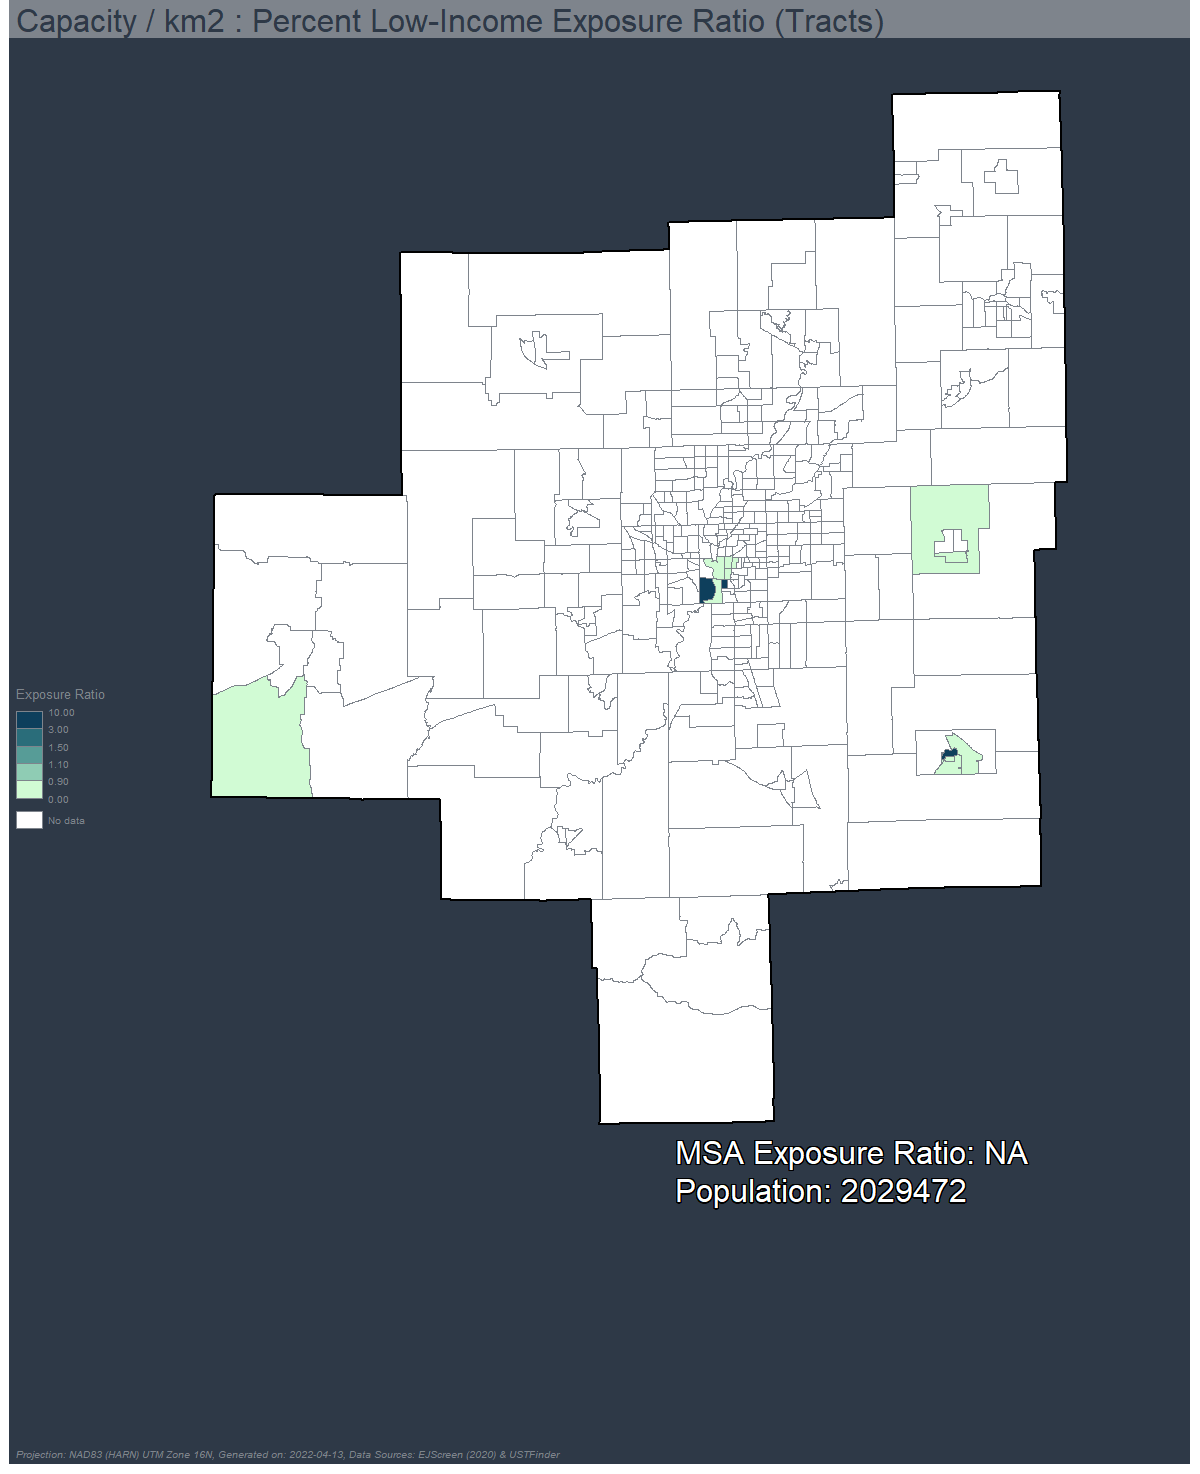 Capacity / km2 : Percent Low-Income Exposure Ratio (Tracts)
Exposure Ratio
10.00
3.00
1.50
1.10
0.90
0.00
No data
MSA Exposure Ratio: NA
Population: 2029472
Projection: NAD83 (HARN) UTM Zone 16N, Generated on: 2022-04-13, Data Sources: EJScreen (2020) & USTFinder